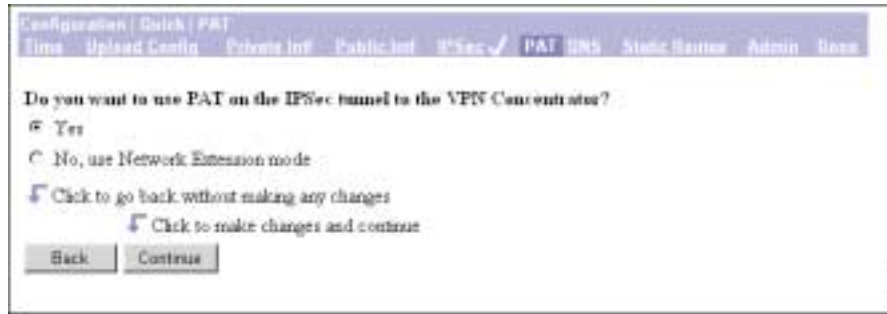 Configuration | Quick | PAT
Time Upload Config Private Intf Public Intf IPSec PAT DNS Static Routes Admin Done
Do you want to use PAT on the IPSec tunnel to the VPN Concentrator?
Yes
No, use Network Extension mode
Click to go back without making any changes
Click to make changes and continue
Back Continue